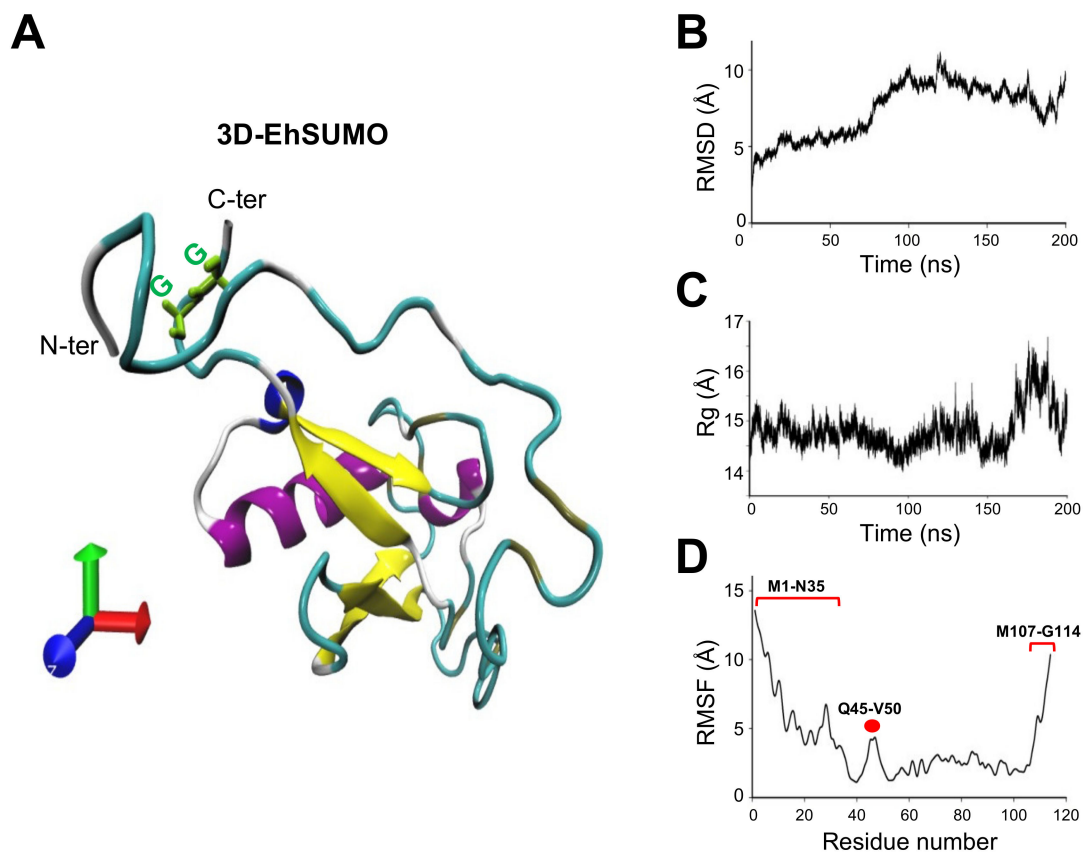 A
3D-EhSUMO
C-ter
G
G
N-ter
Z
B
RMSD (Å)
10
5
0
0
50
100
150
200
Time (ns)
C
Rg (Å)
17
16
15
14
0
50
100
150
200
Time (ns)
D
RMSF (Å)
15
10
5
0
M1-N35
Q45-V50
M107-G114
0
20
40
60
80
100
120
Residue number